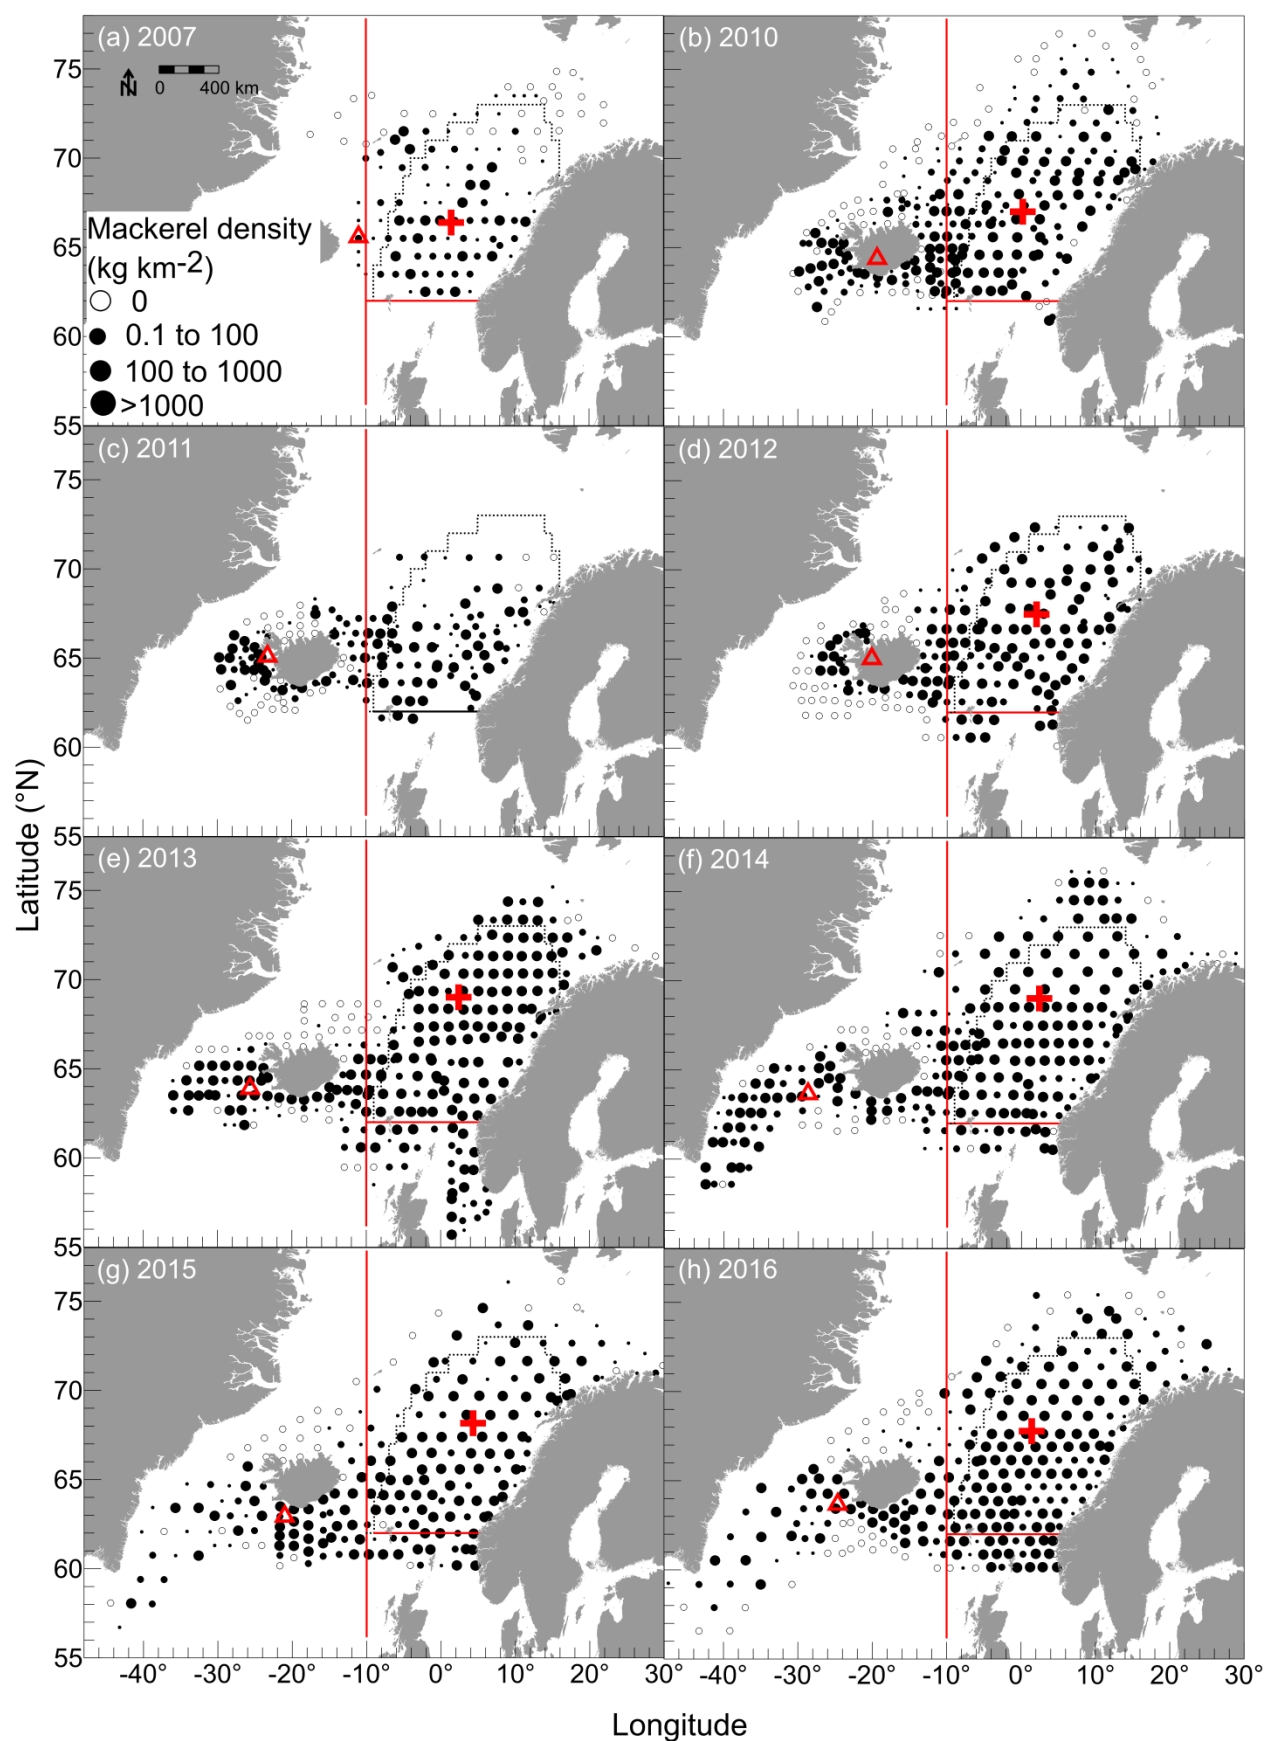 (a) 2007
(b) 2010
N
0 400 km
Mackerel density
(kg km-2)
0
0.1 to 100
100 to 1000
>1000
75
70
65
60
55
(c) 2011
(d) 2012
75
70
65
60
55
(e) 2013
(f) 2014
75
70
65
60
55
(g) 2015
(h) 2016
75
70
65
60
55
Latitude (°N)
-40° -30° -20° -10° 0° 10° 20° 30° -40° -30° -20° -10° 0° 10° 20° 30°
Longitude